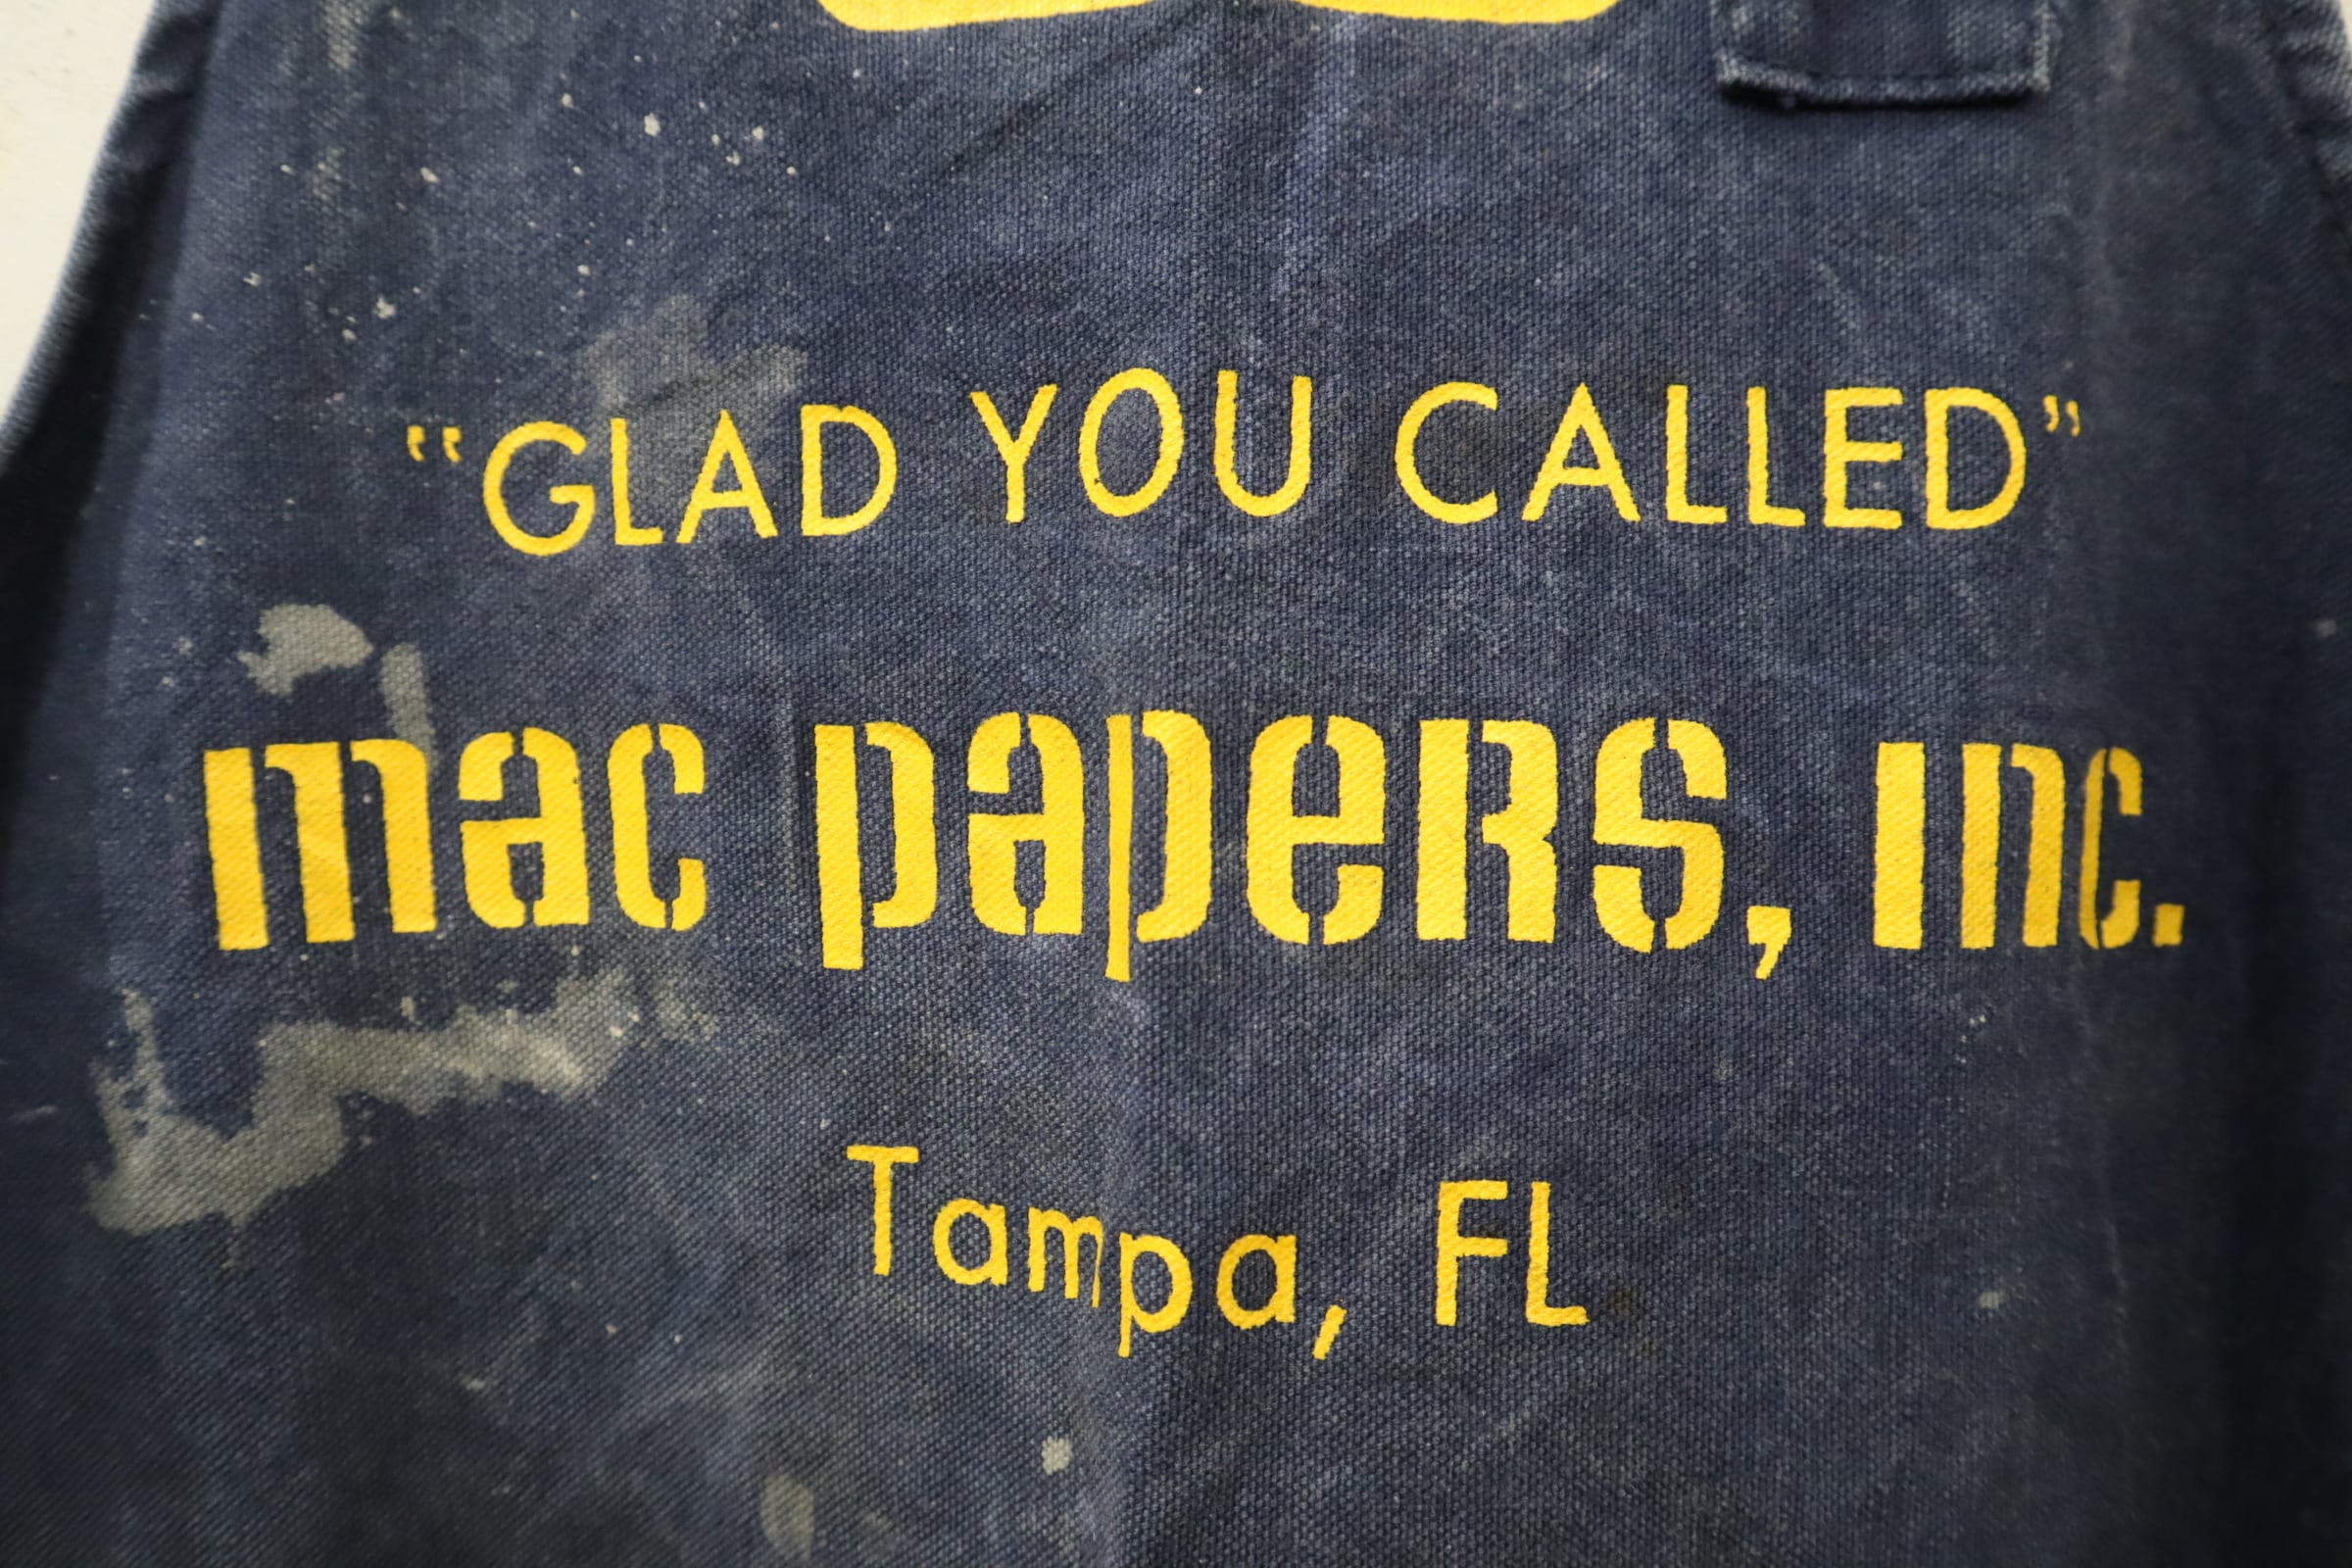 “GLAD YOU CALLED”
mac papers, inc.
Tampa, FL